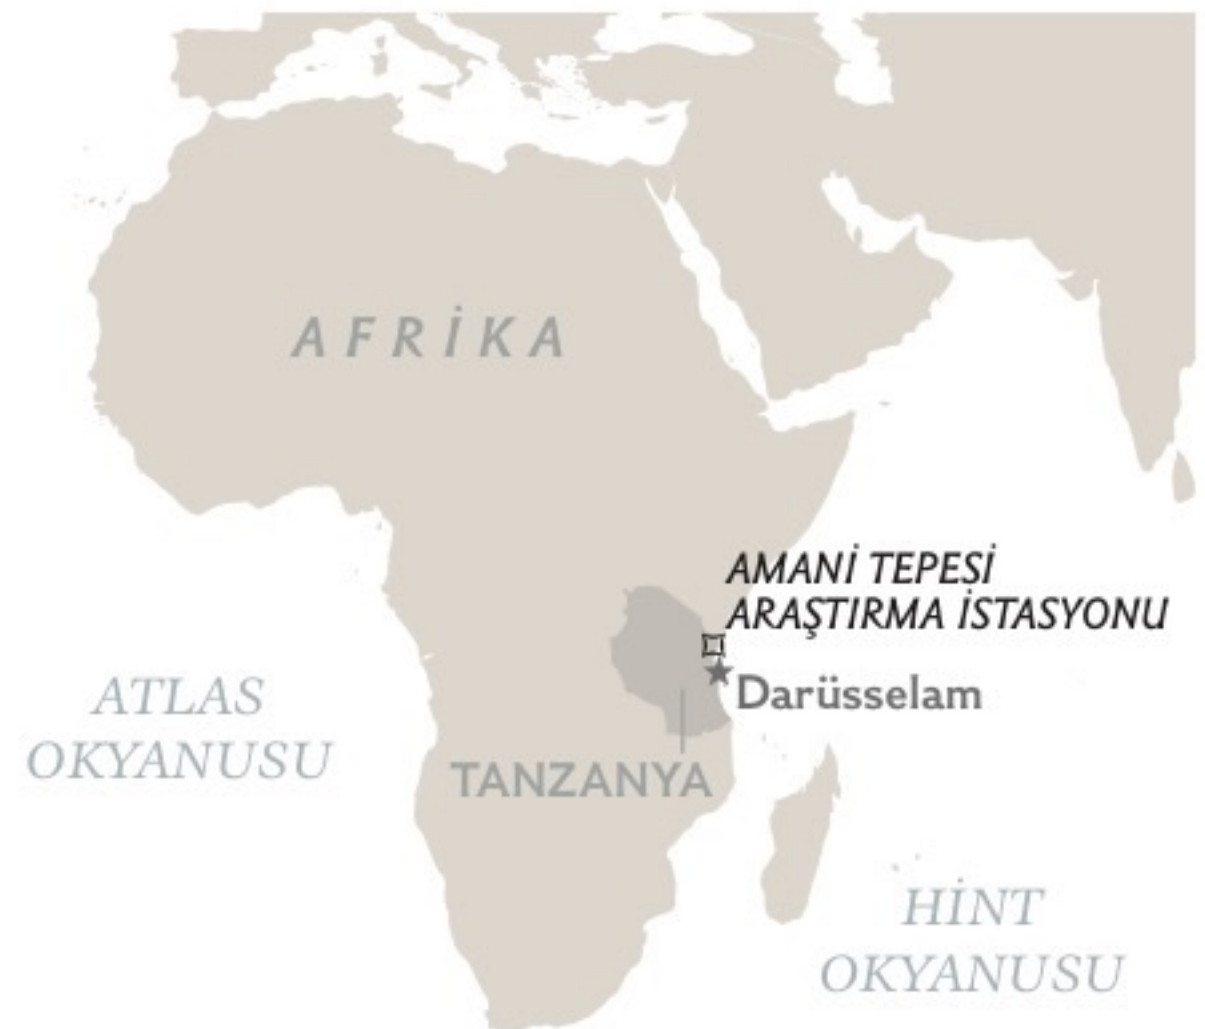 AFRİKA
AMANİ TEPESİ
ARAŞTIRMA İSTASYONU
Darüsselam
TANZANYA
ATLAS
OKYANUSU
HİNT
OKYANUSU